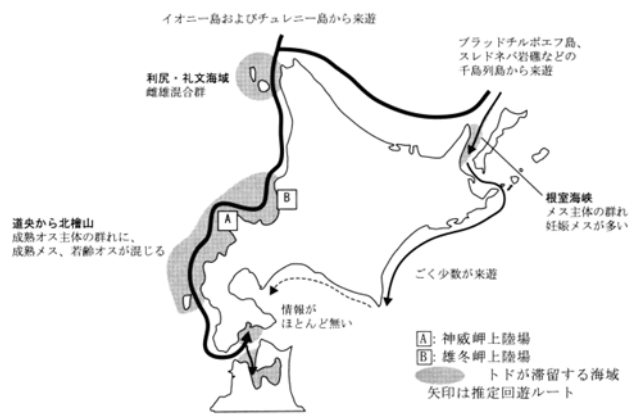 イオニー島およびチュレニー島から来遊
ブラッドチルポエフ島、
スレドネバ岩礁などの
千島列島から来遊
利尻・礼文海域
雌雄混合群
B
A
根室海峡
メス主体の群れ
妊娠メスが多い
道央から北檜山
成熟オス主体の群れに、
成熟メス、若齢オスが混じる
ごく少数が来遊
情報が
ほとんど無い
A: 神威岬上陸場
B: 雄冬岬上陸場
トドが滞留する海域
矢印は推定回遊ルート